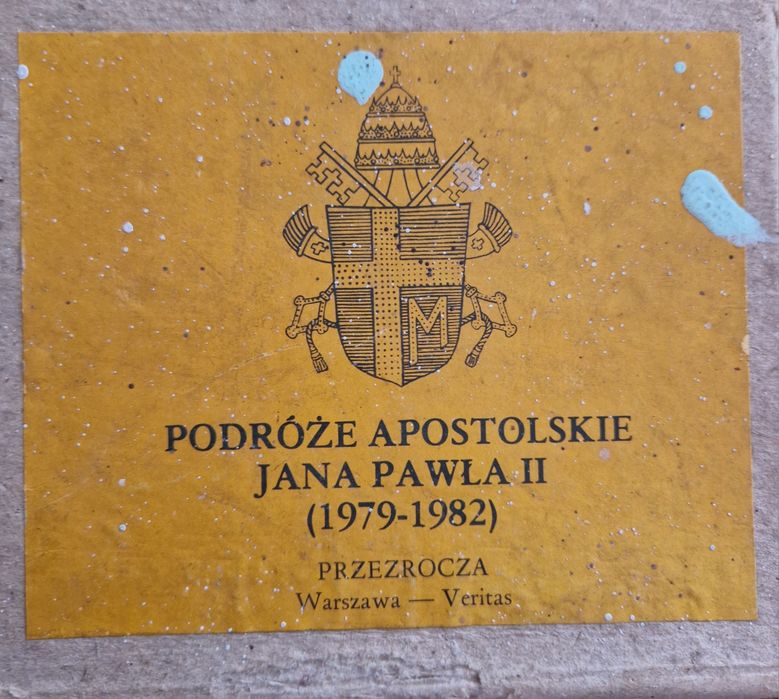 M
PODRÓŻE APOSTOLSKIE
JANA PAWŁA II
(1979-1982)
PRZEZROCZA
Warszawa — Veritas